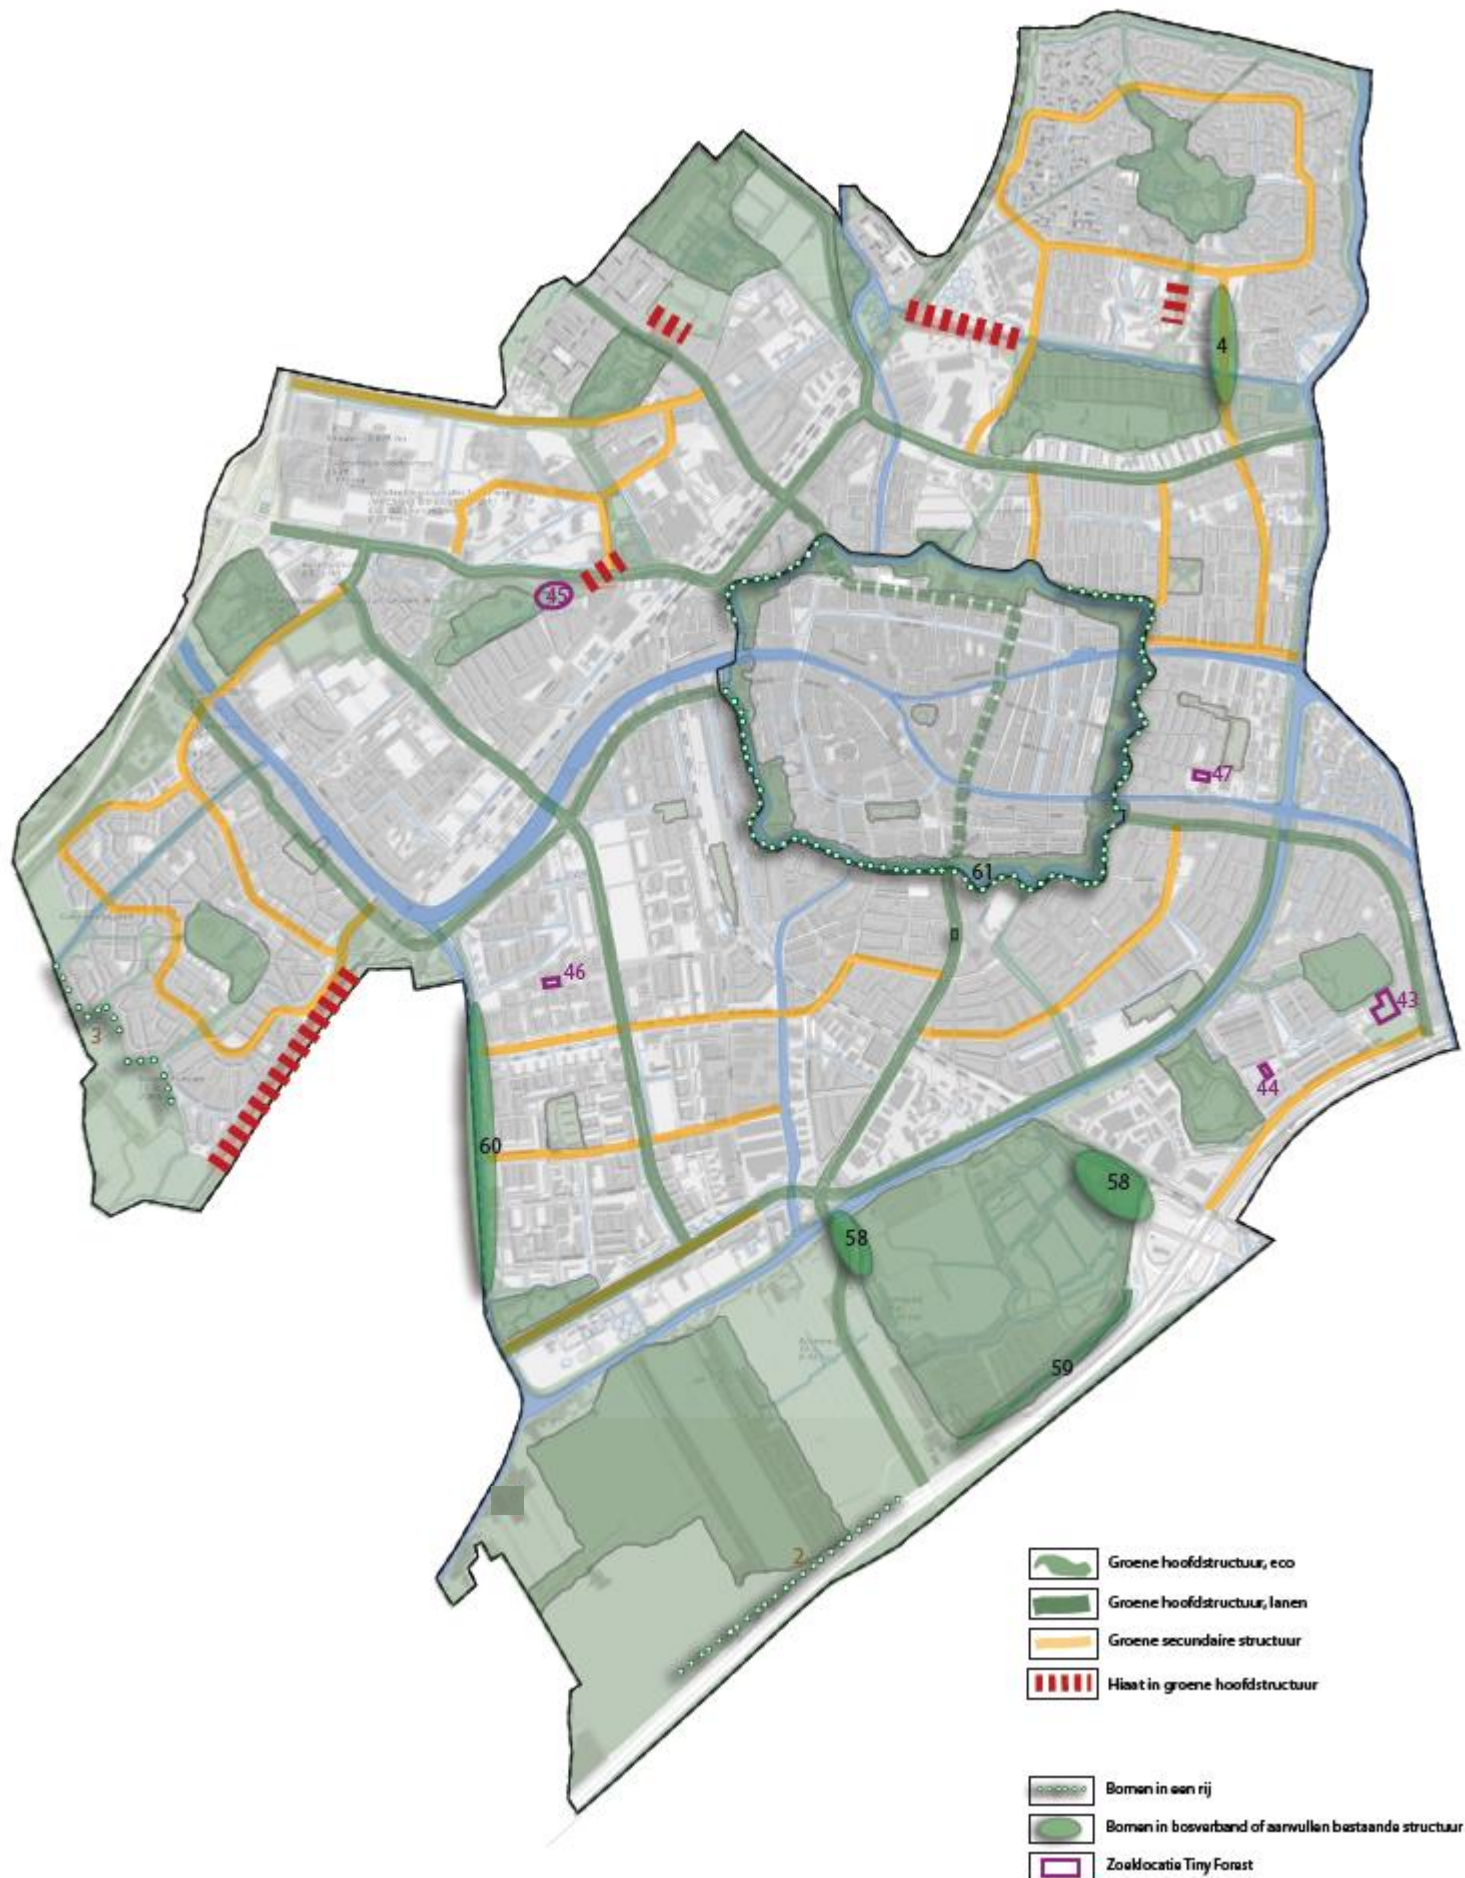 4
45
47
61
46
43
3
44
60
58
58
59
2
Groene hoofdstructuur, eco
Groene hoofdstructuur, lanen
Groene secundaire structuur
Hiaat in groene hoofdstructuur
Bomen in een rij
Bomen in bosverband of aanvullen bestaande structuur
Zoeklocatie Tiny Forest